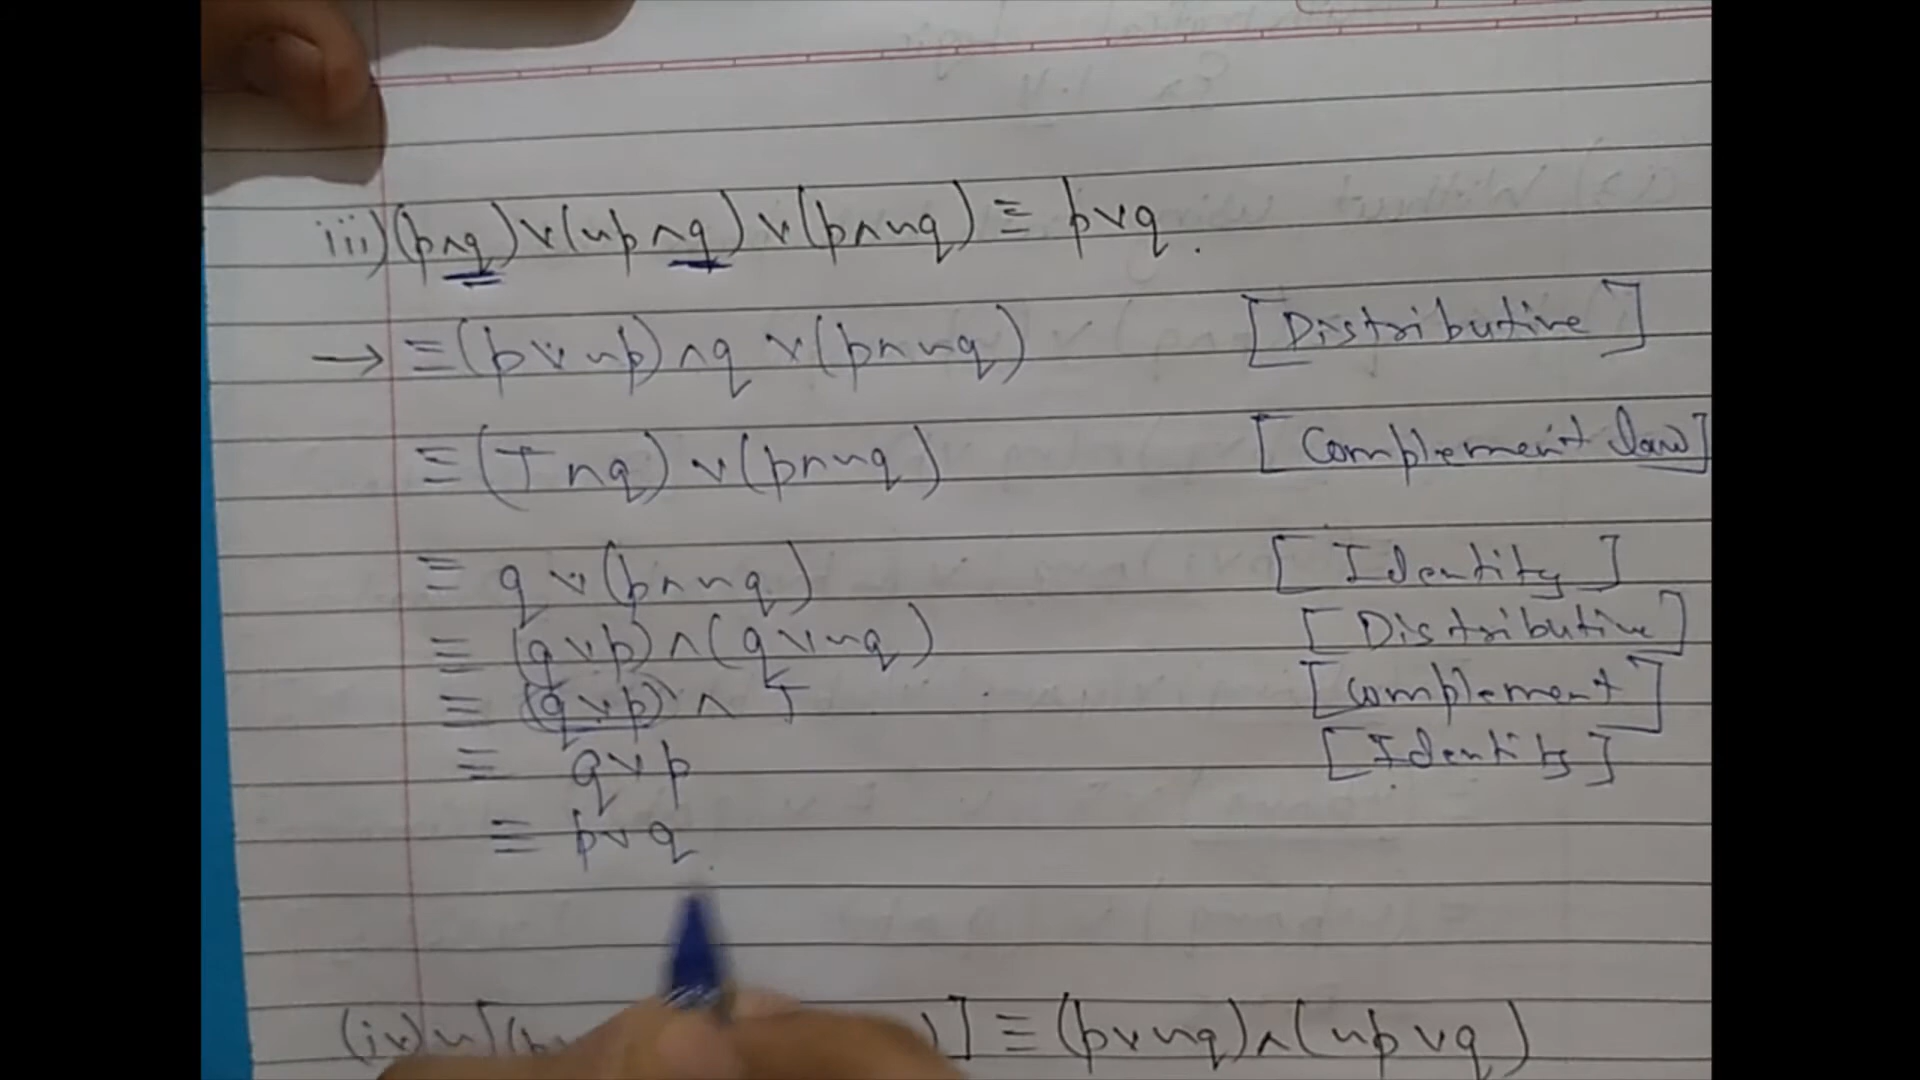 iii) (p∧q)∨(~p∧q)∨(p∧~q) ≡ p∨q.
→ ≡ (p∨~p)∧q ∨(p∧~q) [Distributive]
≡ (T∧q)∨(p∧~q) [Complement law]
≡ q∨(p∧~q) [Identity]
≡ (q∨p)∧(q∨~q) [Distributive]
≡ (q∨p)∧T [Complement]
≡ q∨p [Identity]
≡ p∨q.
(iv) ~[(p ] ≡ (p∨~q)∧(~p∨q)